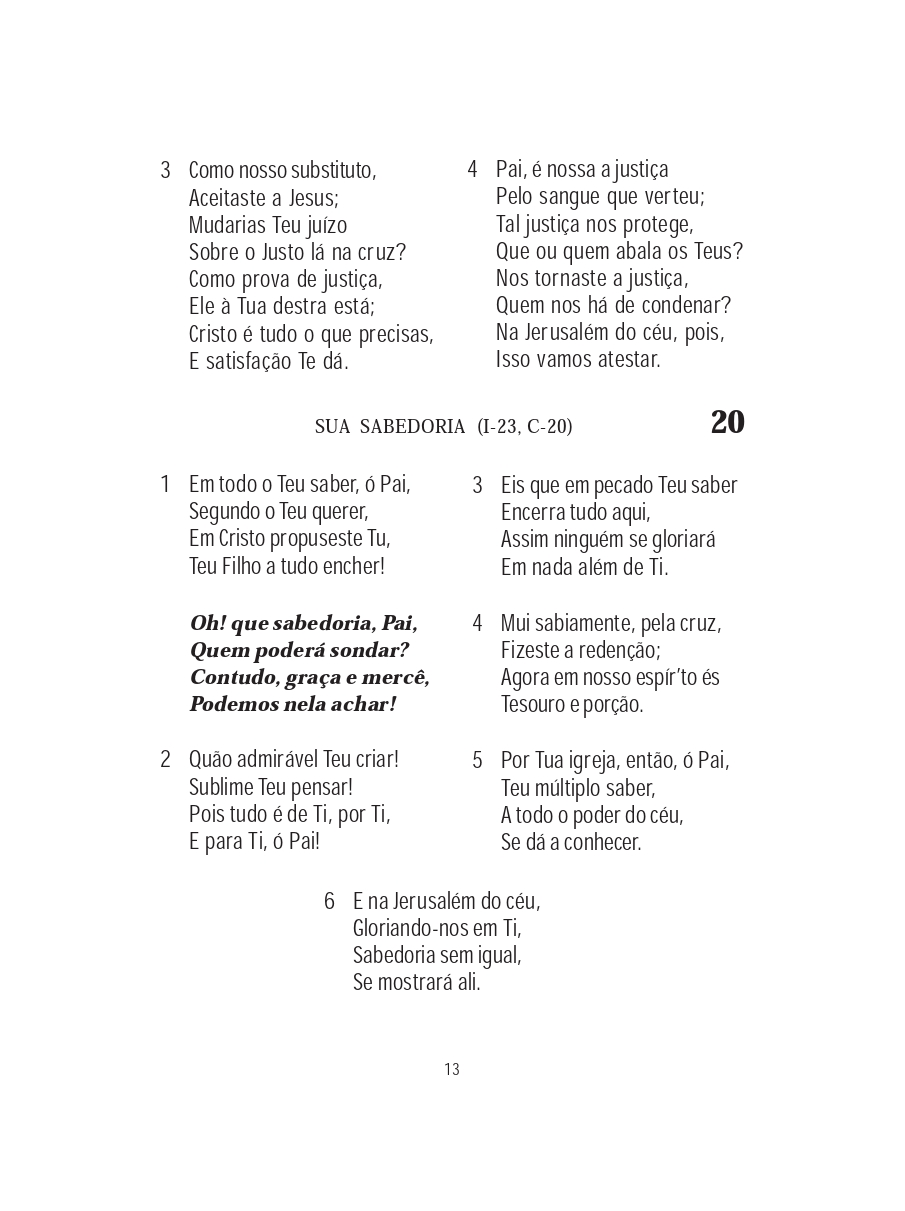 3 Como nosso substituto,
Aceitaste a Jesus;
Mudarias Teu juízo
Sobre o Justo lá na cruz?
Como prova de justiça,
Ele à Tua destra está;
Cristo é tudo o que precisas,
E satisfação Te dá.
4 Pai, é nossa a justiça
Pelo sangue que verteu;
Tal justiça nos protege,
Que ou quem abala os Teus?
Nos tornaste a justiça,
Quem nos há de condenar?
Na Jerusalém do céu, pois,
Isso vamos atestar.
SUA SABEDORIA (I-23, C-20) 20
1 Em todo o Teu saber, ó Pai,
Segundo o Teu querer,
Em Cristo propuseste Tu,
Teu Filho a tudo encher!
Oh! que sabedoria, Pai,
Quem poderá sondar?
Contudo, graça e mercê,
Podemos nela achar!
2 Quão admirável Teu criar!
Sublime Teu pensar!
Pois tudo é de Ti, por Ti,
E para Ti, ó Pai!
3 Eis que em pecado Teu saber
Encerra tudo aqui,
Assim ninguém se gloriará
Em nada além de Ti.
4 Mui sabiamente, pela cruz,
Fizeste a redenção;
Agora em nosso espír’to és
Tesouro e porção.
5 Por Tua igreja, então, ó Pai,
Teu múltiplo saber,
A todo o poder do céu,
Se dá a conhecer.
6 E na Jerusalém do céu,
Gloriando-nos em Ti,
Sabedoria sem igual,
Se mostrará ali.
13